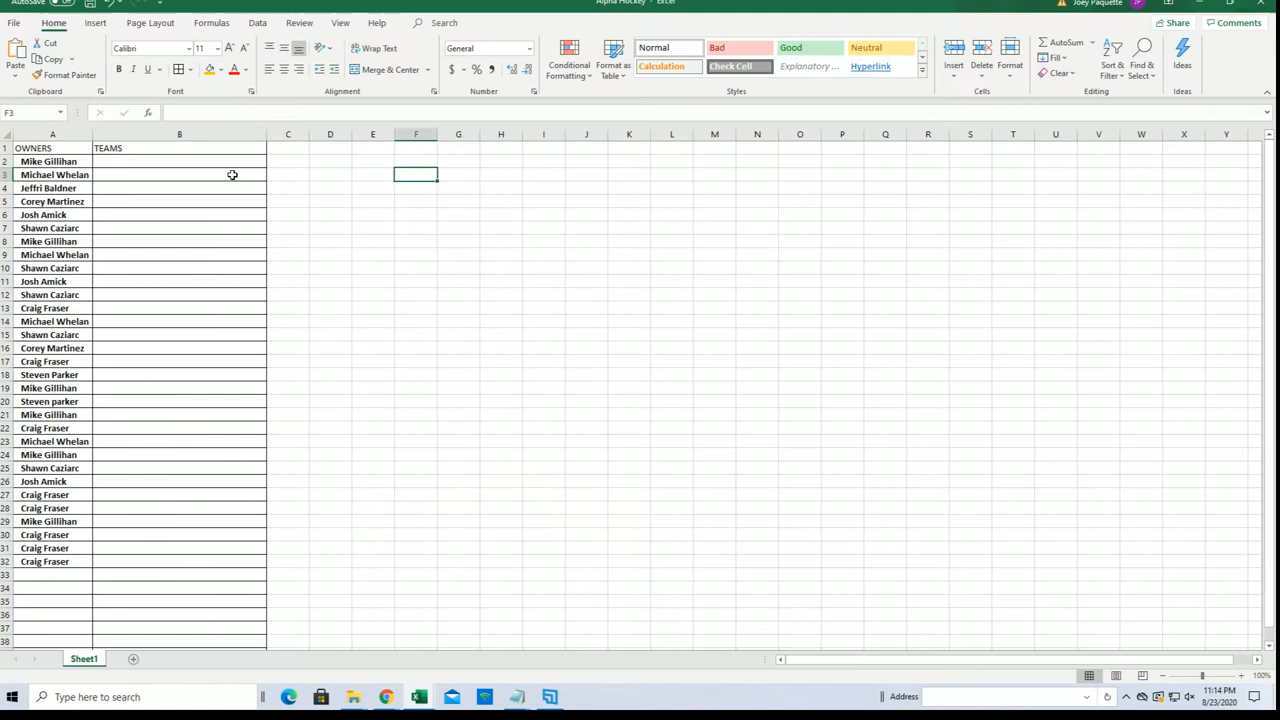 AutoSave Off
Alpha Hockey - Excel
Joey Paquette JP
File Home Insert Page Layout Formulas Data Review View Help Search
Share Comments
Paste Cut Copy Format Painter
Calibri 11
Wrap Text
Merge & Center
General
Conditional Formatting
Format as Table
Normal Bad Good Neutral
Calculation Check Cell Explanatory ... Hyperlink
Insert Delete Format
AutoSum Fill Clear
Sort & Filter
Find & Select
Ideas
Clipboard Font Alignment Number Styles Cells Editing Ideas
F3
A B C D E F G H I J K L M N O P Q R S T U V W X Y
1 OWNERS TEAMS
2 Mike Gillihan
3 Michael Whelan
4 Jeffri Baldner
5 Corey Martinez
6 Josh Amick
7 Shawn Caziarc
8 Mike Gillihan
9 Michael Whelan
10 Shawn Caziarc
11 Josh Amick
12 Shawn Caziarc
13 Craig Fraser
14 Michael Whelan
15 Shawn Caziarc
16 Corey Martinez
17 Craig Fraser
18 Steven Parker
19 Mike Gillihan
20 Steven parker
21 Mike Gillihan
22 Craig Fraser
23 Michael Whelan
24 Mike Gillihan
25 Shawn Caziarc
26 Josh Amick
27 Craig Fraser
28 Craig Fraser
29 Mike Gillihan
30 Craig Fraser
31 Craig Fraser
32 Craig Fraser
33
34
35
36
37
38
Sheet1
100%
Type here to search
Address
11:14 PM
8/23/2020